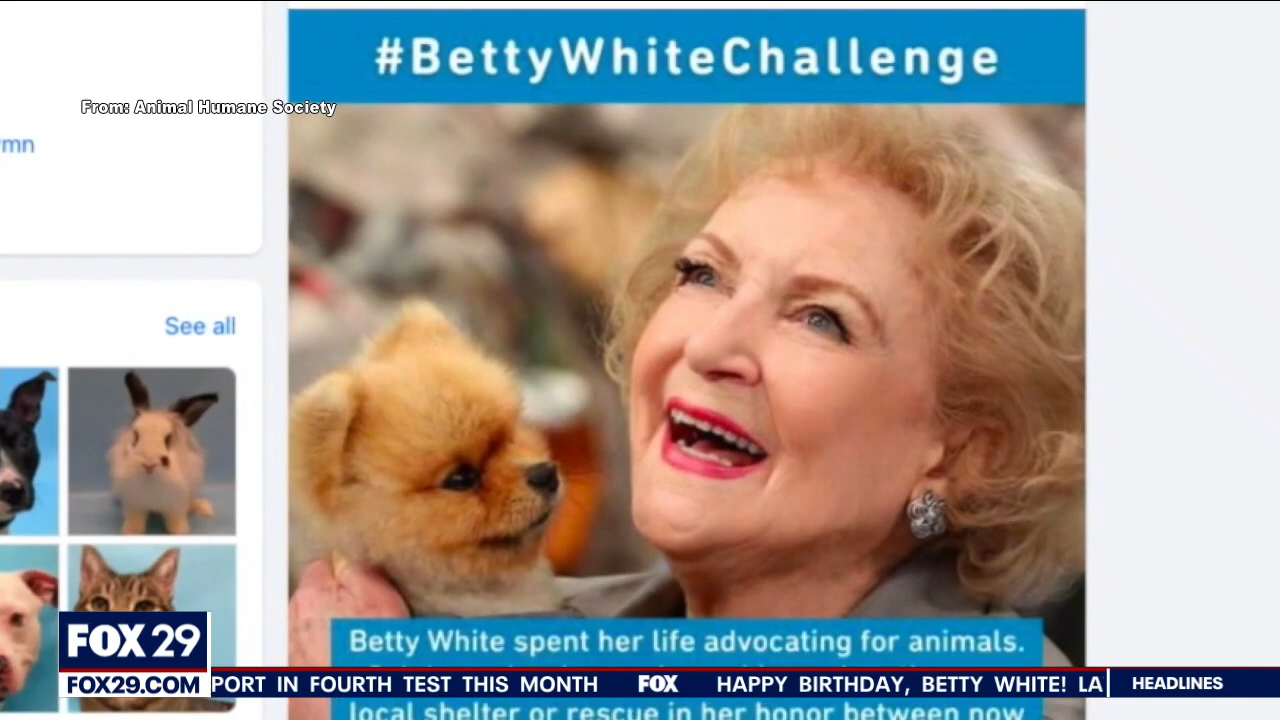 #BettyWhiteChallenge
From: Animal Humane Society
mn
See all
Betty White spent her life advocating for animals.
local shelter or rescue in her honor between now
FOX 29
FOX29.COM
PORT IN FOURTH TEST THIS MONTH FOX HAPPY BIRTHDAY, BETTY WHITE! LA
HEADLINES